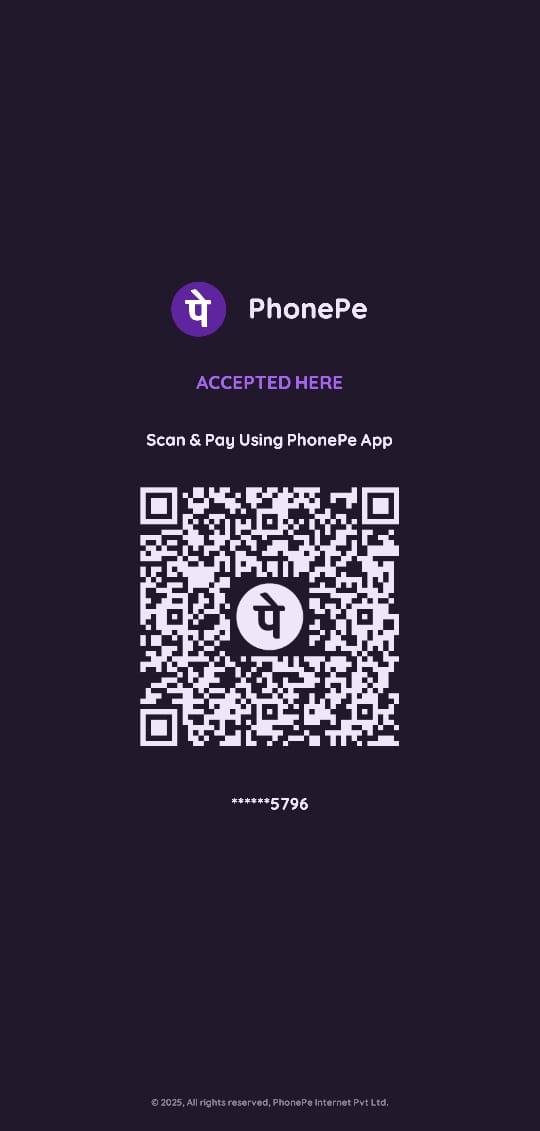 पे PhonePe
ACCEPTED HERE
Scan & Pay Using PhonePe App
पे
******5796
© 2025, All rights reserved, PhonePe Internet Pvt Ltd.